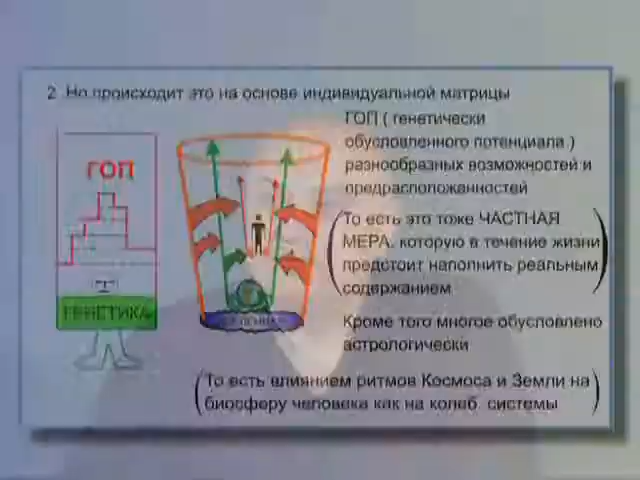 2 Но происходит это на основе индивидуальной матрицы
ГОП ( генетически
обусловленного потенциала )
разнообразных возможностей и
предрасположенностей
(То есть это тоже ЧАСТНАЯ
МЕРА, которую в течение жизни
предстоит наполнить реальным
содержанием)
Кроме того многое обусловлено
астрологически
(То есть влиянием ритмов Космоса и Земли на
биосферу человека как на колеб. системы)
ГОП
ГЕНЕТИКА